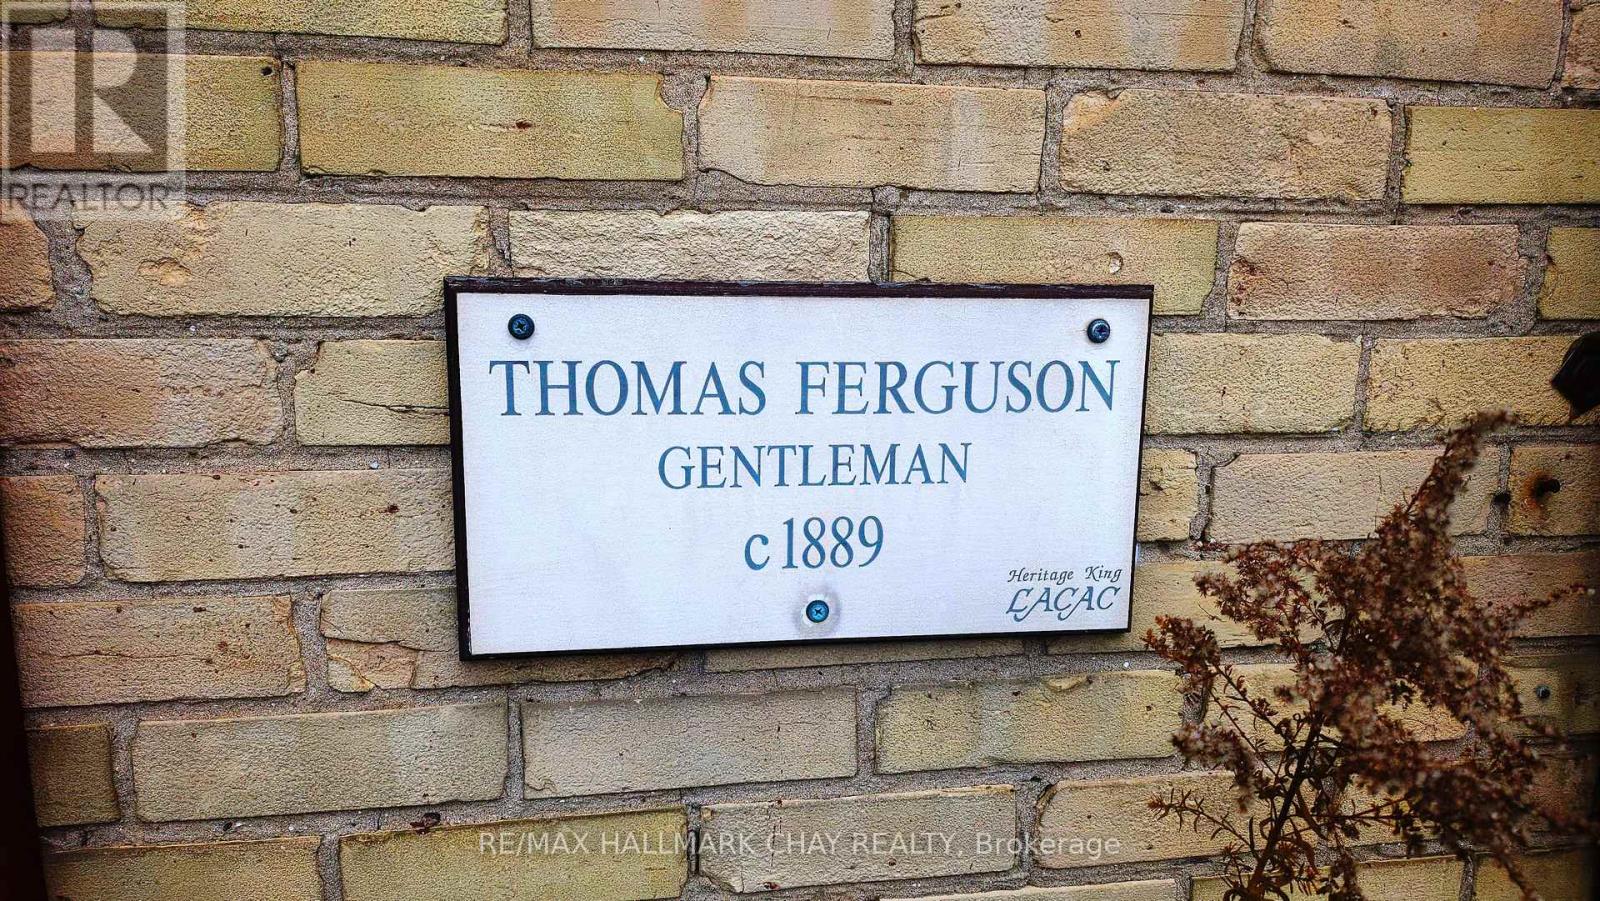 REALTOR
THOMAS FERGUSON
GENTLEMAN
c1889
Heritage King
LACAC
RE/MAX HALLMARK CHAY REALTY, Brokerage